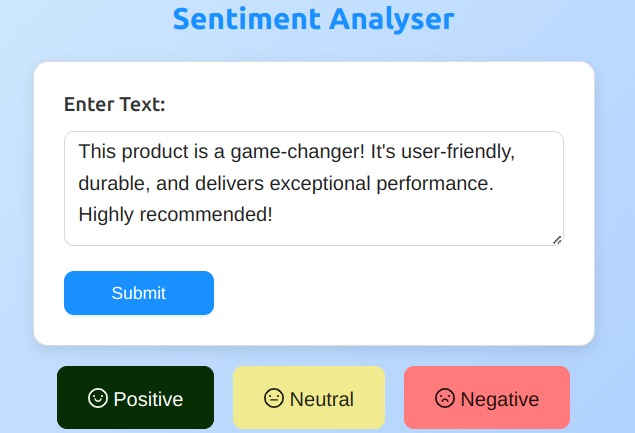 Sentiment Analyser
Enter Text:
This product is a game-changer! It's user-friendly,
durable, and delivers exceptional performance.
Highly recommended!
Submit
Positive
Neutral
Negative